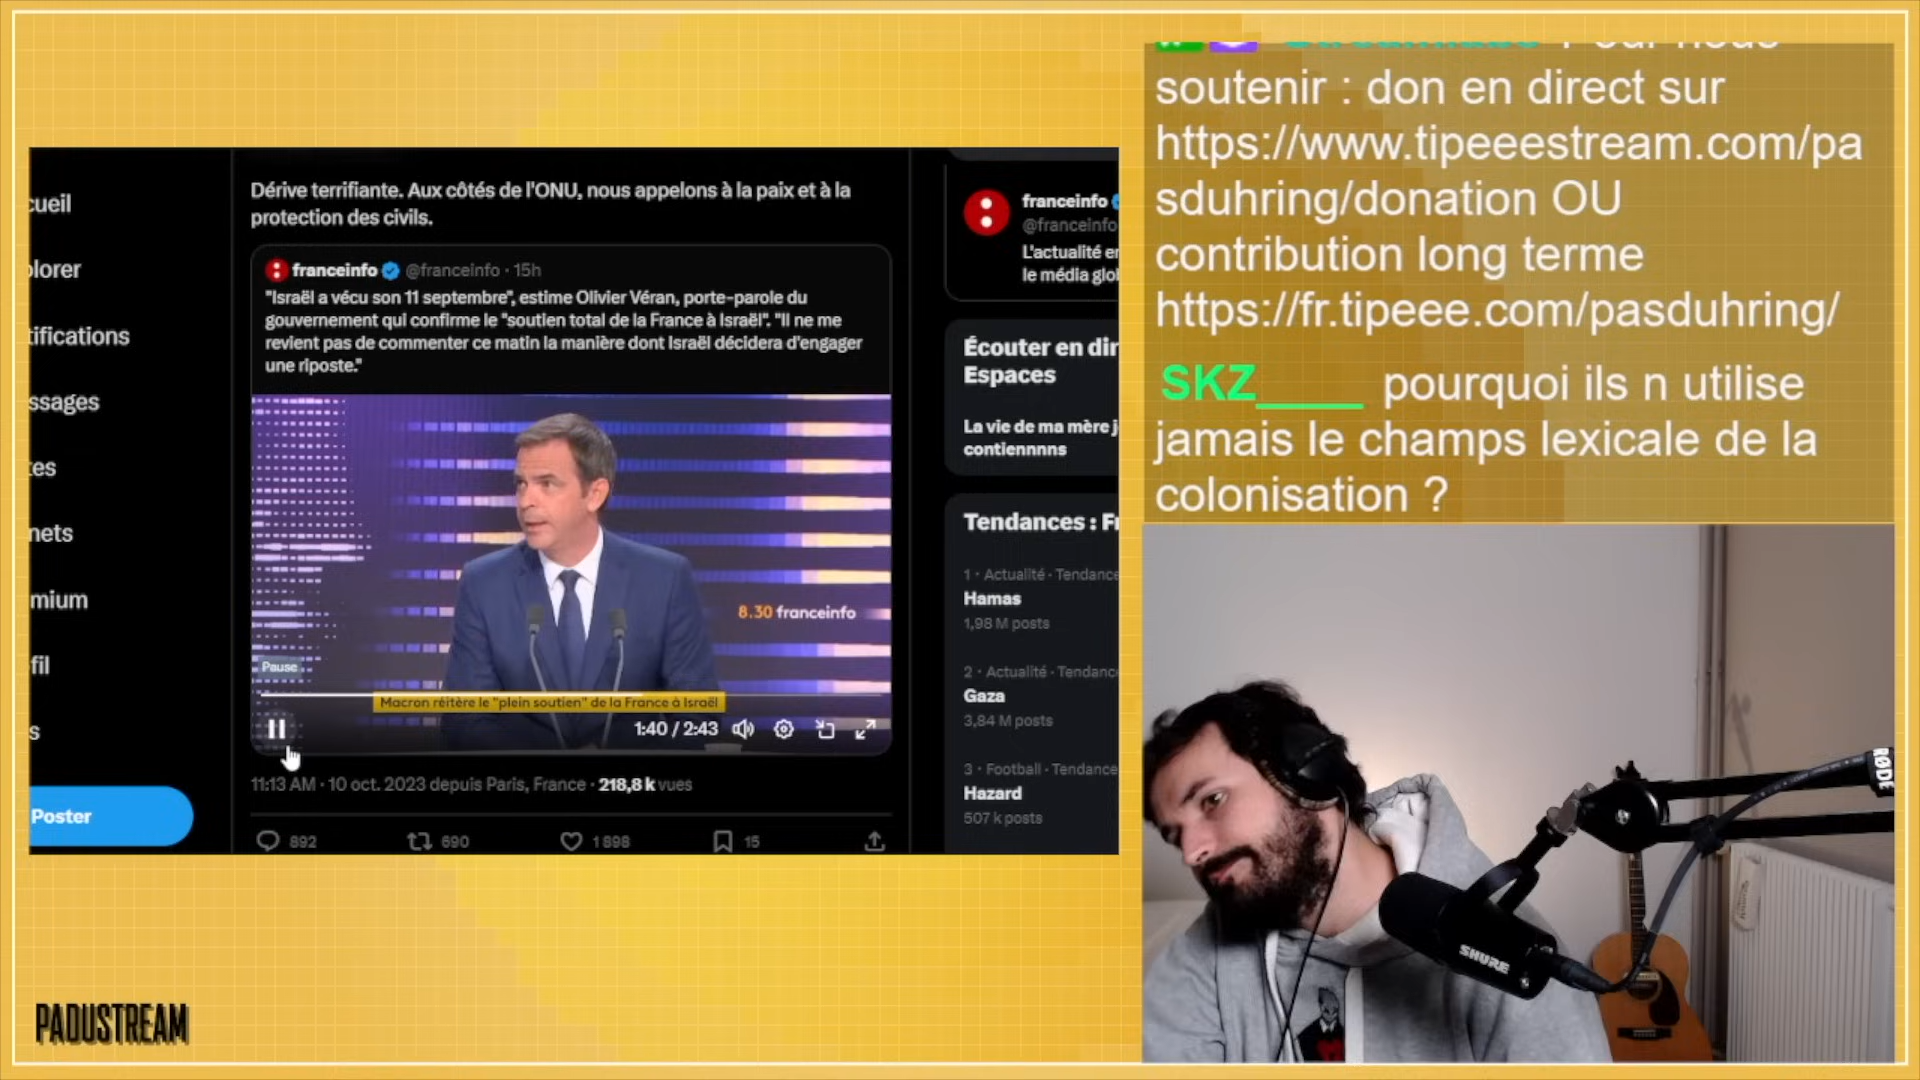 cueil
plorer
tifications
ssages
tes
nets
mium
fil
s
Poster
Dérive terrifiante. Aux côtés de l'ONU, nous appelons à la paix et à la
protection des civils.
franceinfo @franceinfo · 15h
"Israël a vécu son 11 septembre", estime Olivier Véran, porte-parole du
gouvernement qui confirme le "soutien total de la France à Israël". "Il ne me
revient pas de commenter ce matin la manière dont Israël décidera d'engager
une riposte."
8.30 franceinfo
Pause
Macron réitère le "plein soutien" de la France à Israël
1:40 / 2:43
11:13 AM · 10 oct. 2023 depuis Paris, France · 218,8 k vues
892 690 1 898 15
franceinfo
@franceinfo
L'actualité en
le média glob
Écouter en dir
Espaces
La vie de ma mère j
contiennnns
Tendances : Fr
1 · Actualité · Tendance
Hamas
1,98 M posts
2 · Actualité · Tendance
Gaza
3,84 M posts
3 · Football · Tendance
Hazard
507 k posts
soutenir : don en direct sur
https://www.tipeeestream.com/pa
sduhring/donation OU
contribution long terme
https://fr.tipeee.com/pasduhring/
SKZ____ pourquoi ils n utilise
jamais le champs lexicale de la
colonisation ?
RØDE
SHURE
PADUSTREAM